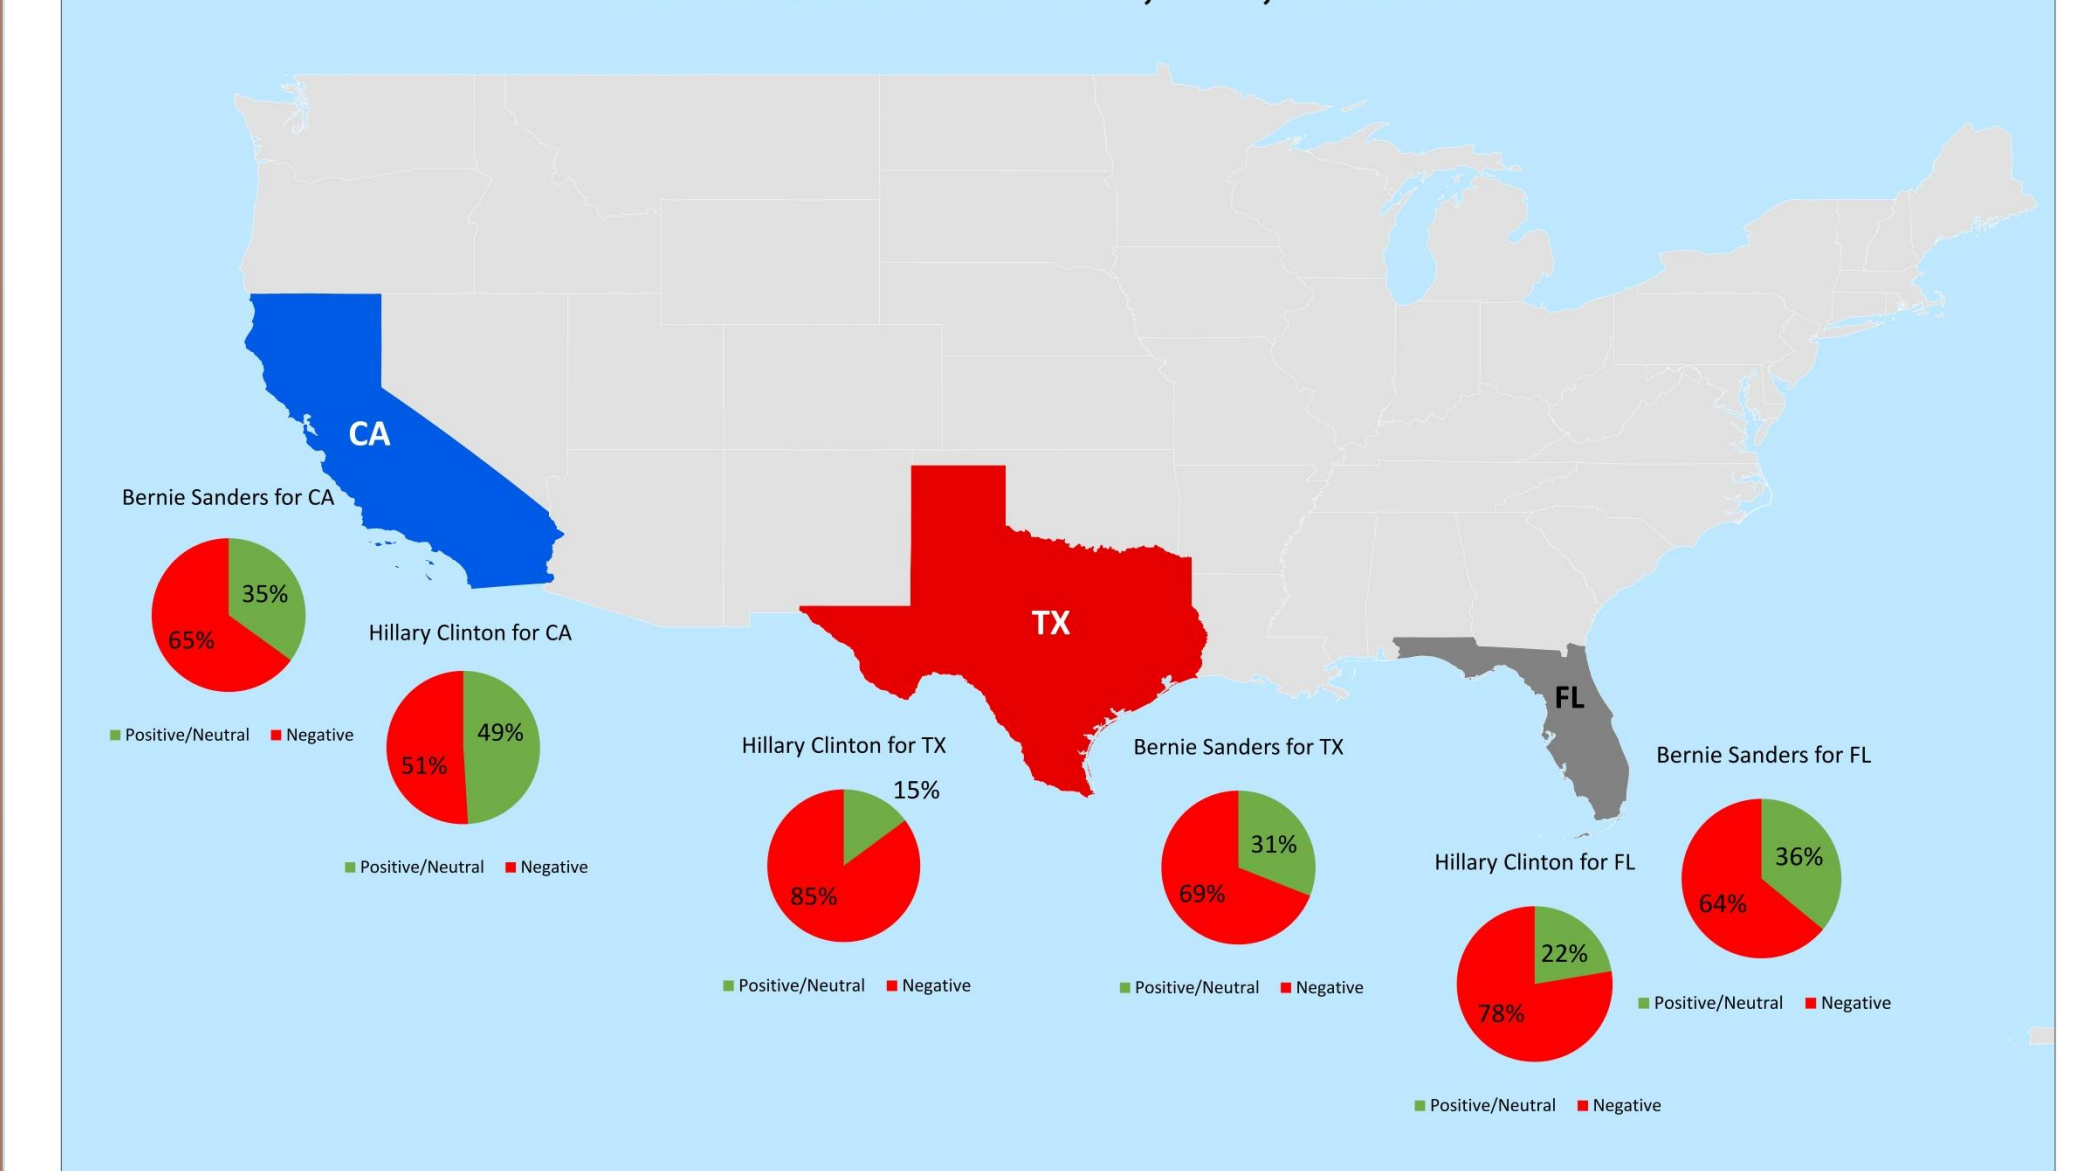 CA
Bernie Sanders for CA
35%
65%
Positive/Neutral Negative
Hillary Clinton for CA
49%
51%
Positive/Neutral Negative
TX
Hillary Clinton for TX
15%
85%
Positive/Neutral Negative
Bernie Sanders for TX
31%
69%
Positive/Neutral Negative
FL
Hillary Clinton for FL
22%
78%
Positive/Neutral Negative
Bernie Sanders for FL
36%
64%
Positive/Neutral Negative